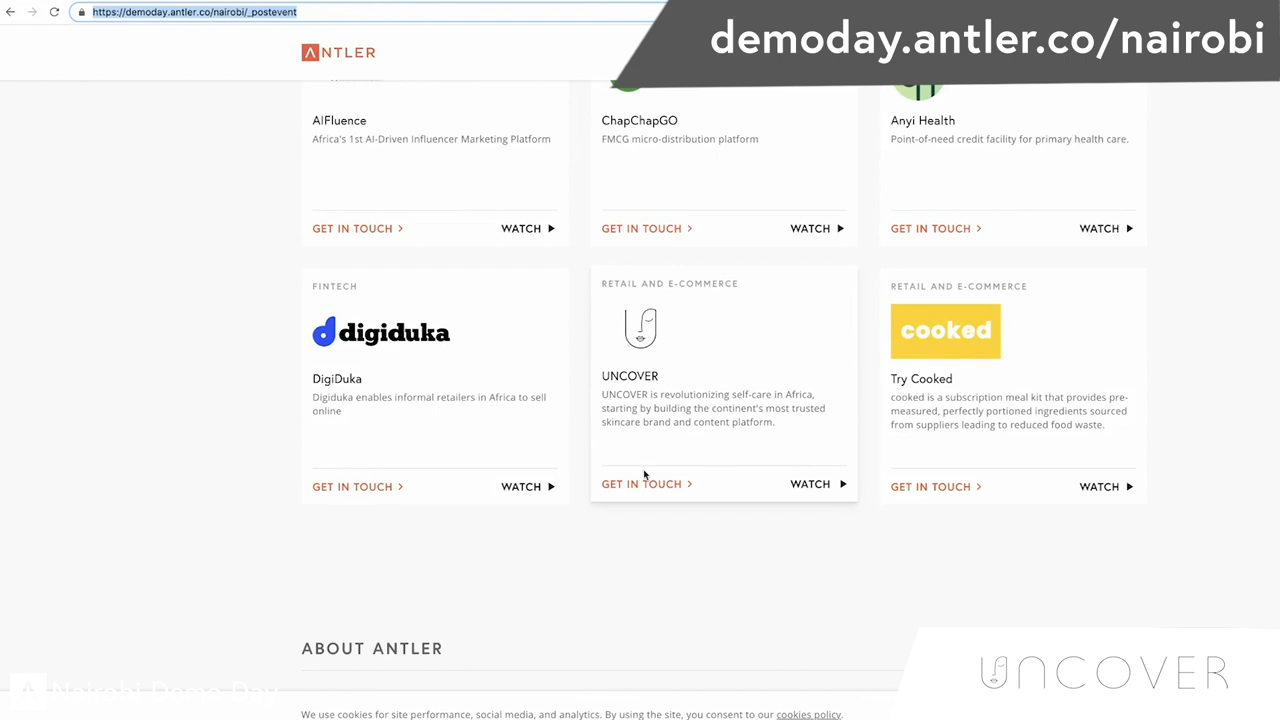 https://demoday.antler.co/nairobi/_postevent
demoday.antler.co/nairobi
ANTLER
AIFluence
Africa's 1st AI-Driven Influencer Marketing Platform
GET IN TOUCH >
WATCH
ChapChapGO
FMCG micro-distribution platform
GET IN TOUCH >
WATCH
Anyi Health
Point-of-need credit facility for primary health care.
GET IN TOUCH >
WATCH
FINTECH
digiduka
DigiDuka
Digiduka enables informal retailers in Africa to sell
online
GET IN TOUCH >
WATCH
RETAIL AND E-COMMERCE
UNCOVER
UNCOVER is revolutionizing self-care in Africa,
starting by building the continent's most trusted
skincare brand and content platform.
GET IN TOUCH >
WATCH
RETAIL AND E-COMMERCE
cooked
Try Cooked
cooked is a subscription meal kit that provides pre-
measured, perfectly portioned ingredients sourced
from suppliers leading to reduced food waste.
GET IN TOUCH >
WATCH
ABOUT ANTLER
UNCOVER
Nairobi Demo Day
We use cookies for site performance, social media, and analytics. By using the site, you consent to our cookies policy.